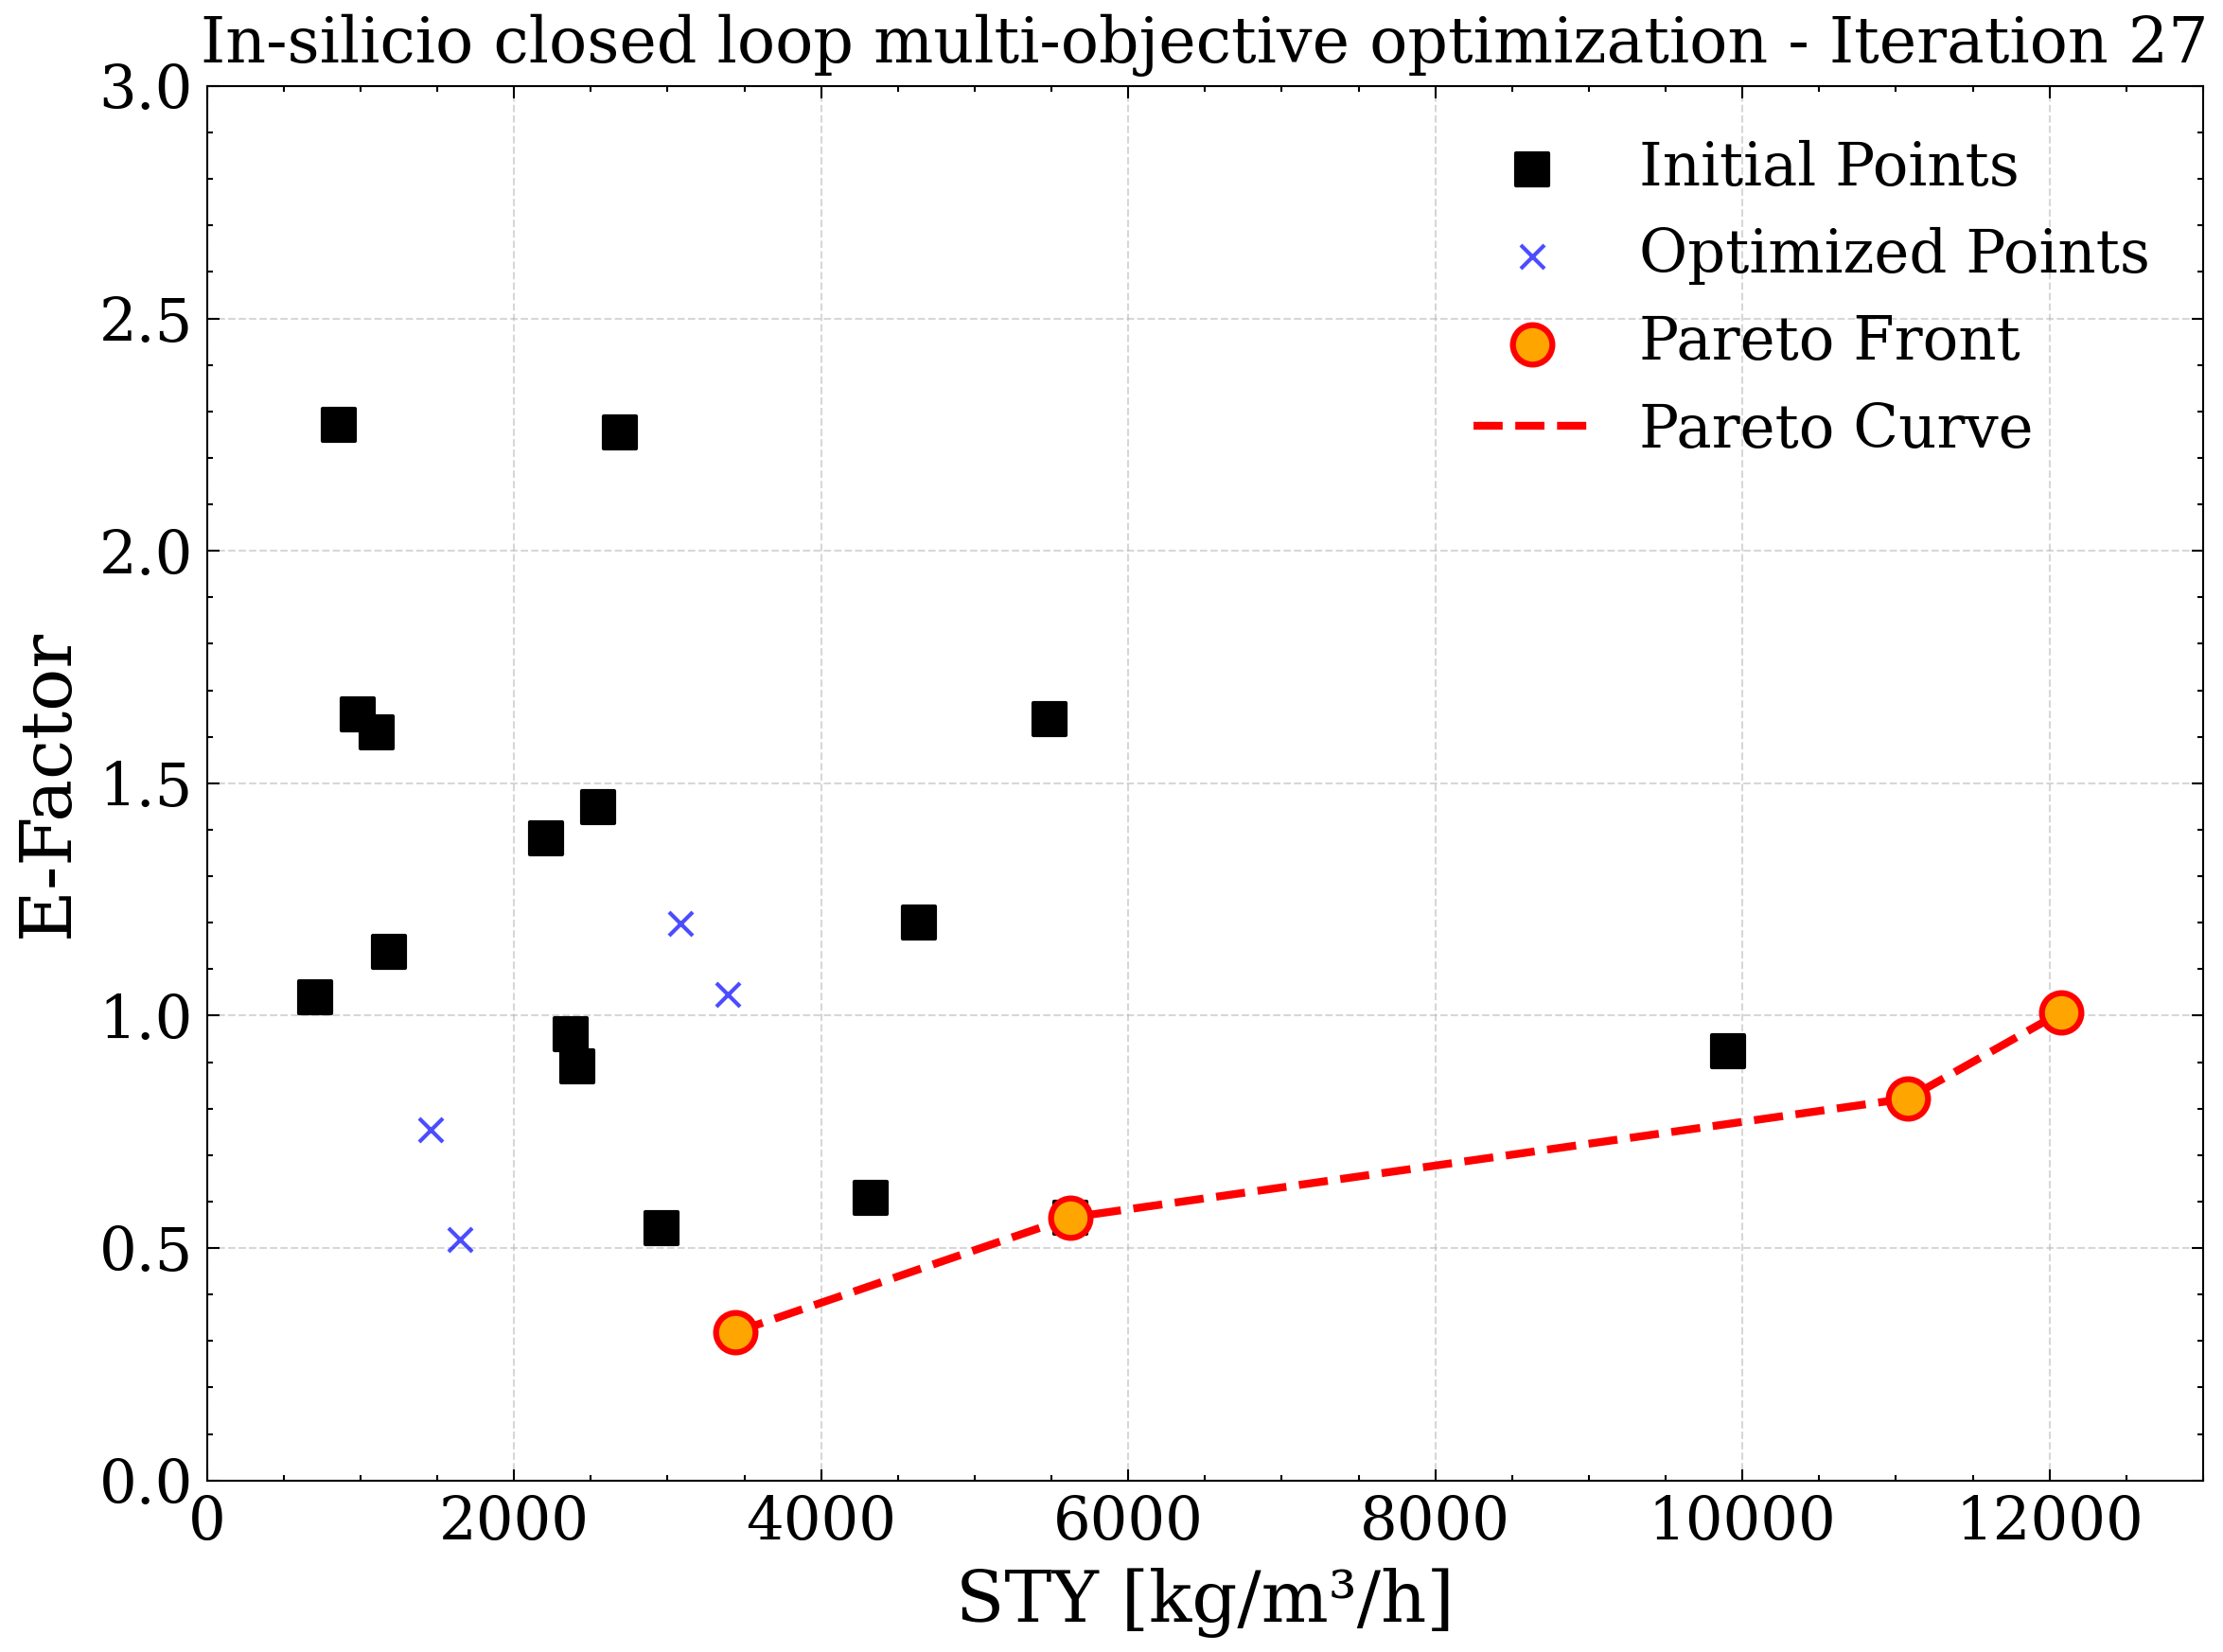 In-silicio closed loop multi-objective optimization - Iteration 27
3.0
2.5
2.0
1.5
1.0
0.5
0.0
E-Factor
Initial Points
Optimized Points
Pareto Front
Pareto Curve
0 2000 4000 6000 8000 10000 12000
STY [kg/m³/h]